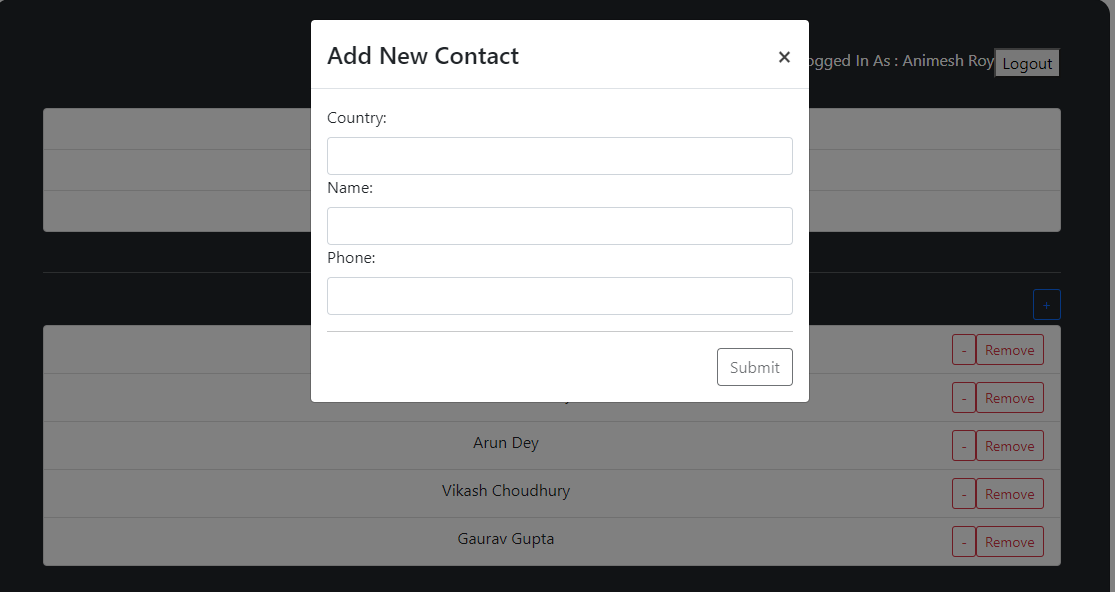 Add New Contact
×
ogged In As : Animesh Roy
Logout
Country:
Name:
Phone:
+
Submit
- Remove
- Remove
Arun Dey
- Remove
Vikash Choudhury
- Remove
Gaurav Gupta
- Remove